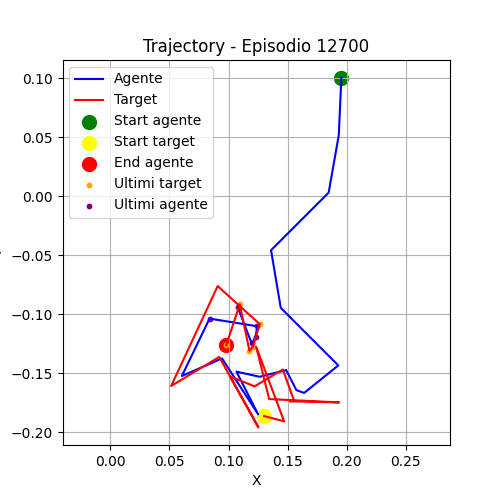 Trajectory - Episodio 12700
Agente
Target
Start agente
Start target
End agente
Ultimi target
Ultimi agente
0.10
0.05
0.00
−0.05
−0.10
−0.15
−0.20
0.00 0.05 0.10 0.15 0.20 0.25
X